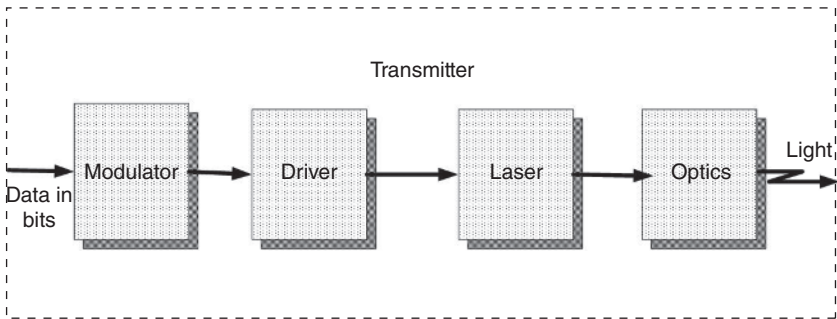 Transmitter
Modulator
Driver
Laser
Optics
Light
Data in
bits